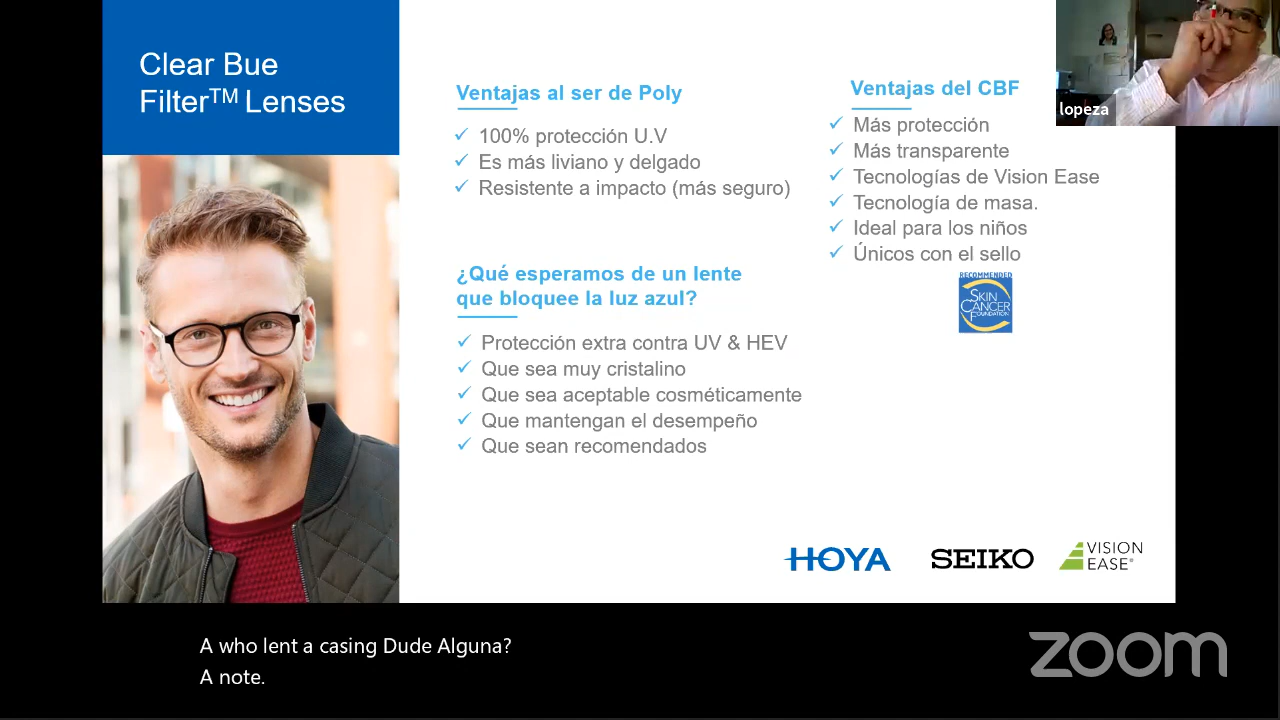 Clear Bue
Filter™ Lenses
Ventajas al ser de Poly
100% protección U.V
Es más liviano y delgado
Resistente a impacto (más seguro)
¿Qué esperamos de un lente
que bloquee la luz azul?
Protección extra contra UV & HEV
Que sea muy cristalino
Que sea aceptable cosméticamente
Que mantengan el desempeño
Que sean recomendados
Ventajas del CBF
Más protección
Más transparente
Tecnologías de Vision Ease
Tecnología de masa.
Ideal para los niños
Únicos con el sello
RECOMMENDED
SKIN
CANCER
FOUNDATION
lopeza
HOYA
SEIKO
VISION
EASE®
A who lent a casing Dude Alguna?
A note.
zoom